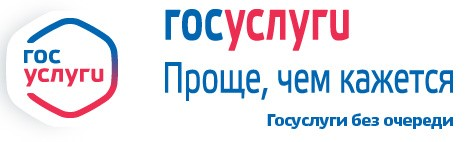 гос
услуги
госуслуги
Проще, чем кажется
Госуслуги без очереди